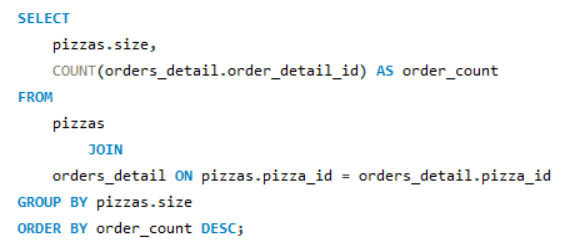 SELECT
    pizzas.size,
    COUNT(orders_detail.order_detail_id) AS order_count
FROM
    pizzas
        JOIN
    orders_detail ON pizzas.pizza_id = orders_detail.pizza_id
GROUP BY pizzas.size
ORDER BY order_count DESC;